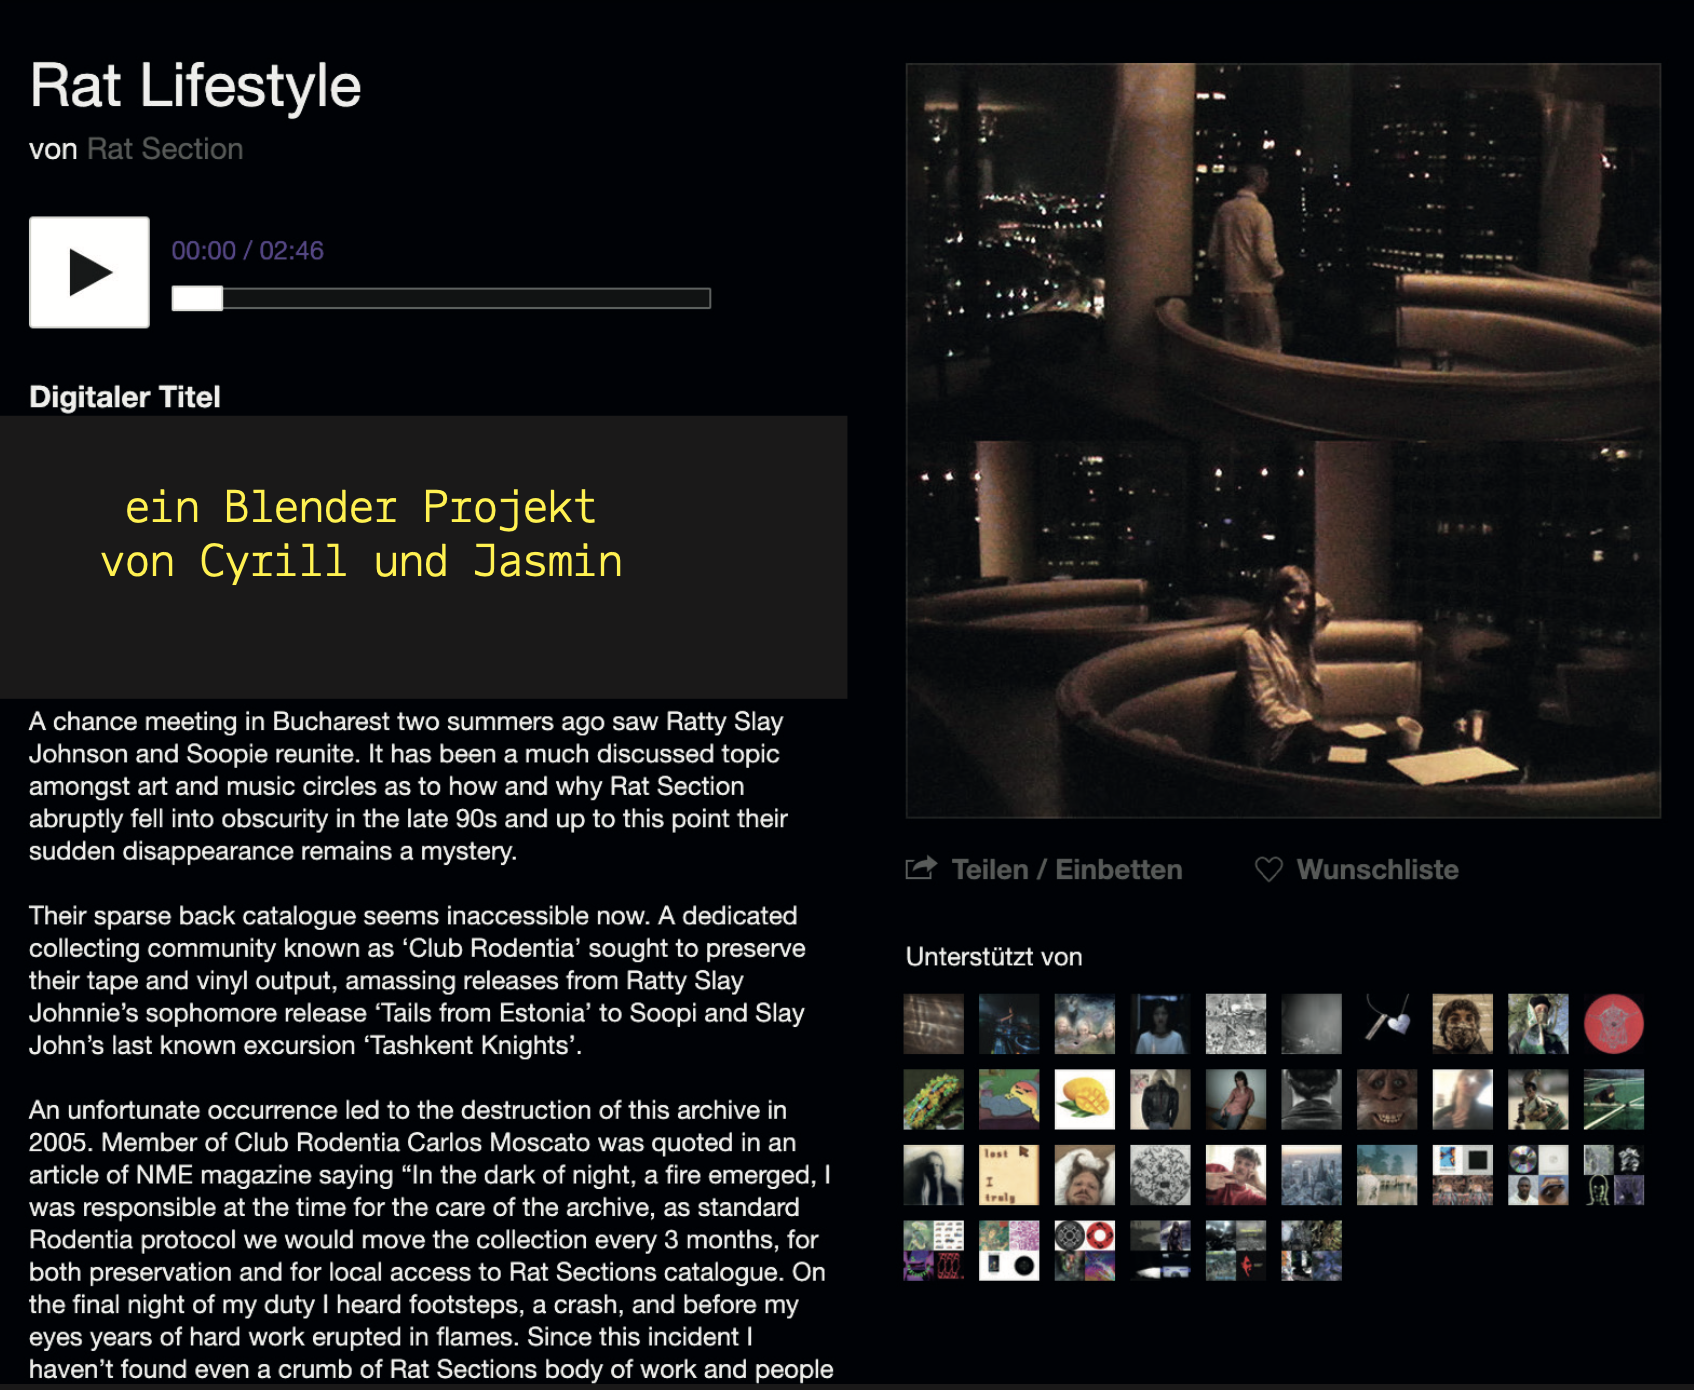 Rat Lifestyle
von Rat Section
00:00 / 02:46
Digitaler Titel
ein Blender Projekt
von Cyrill und Jasmin
A chance meeting in Bucharest two summers ago saw Ratty Slay
Johnson and Soopie reunite. It has been a much discussed topic
amongst art and music circles as to how and why Rat Section
abruptly fell into obscurity in the late 90s and up to this point their
sudden disappearance remains a mystery.
Their sparse back catalogue seems inaccessible now. A dedicated
collecting community known as ‘Club Rodentia’ sought to preserve
their tape and vinyl output, amassing releases from Ratty Slay
Johnnie’s sophomore release ‘Tails from Estonia’ to Soopi and Slay
John’s last known excursion ‘Tashkent Knights’.
An unfortunate occurrence led to the destruction of this archive in
2005. Member of Club Rodentia Carlos Moscato was quoted in an
article of NME magazine saying “In the dark of night, a fire emerged, I
was responsible at the time for the care of the archive, as standard
Rodentia protocol we would move the collection every 3 months, for
both preservation and for local access to Rat Sections catalogue. On
the final night of my duty I heard footsteps, a crash, and before my
eyes years of hard work erupted in flames. Since this incident I
haven’t found even a crumb of Rat Sections body of work and people
Teilen / Einbetten
Wunschliste
Unterstützt von
lost
I
truly